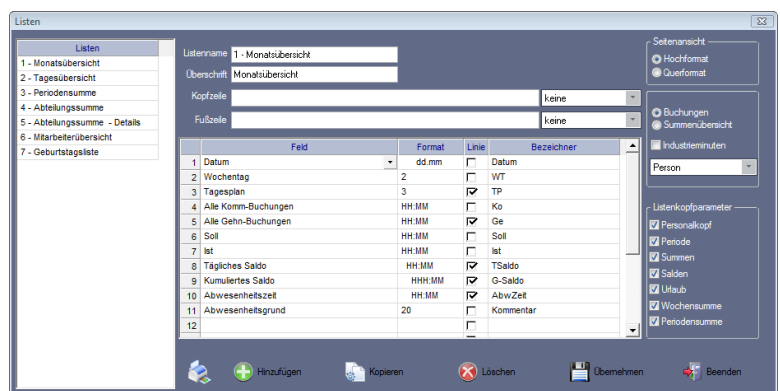 Listen
Listen
1 - Monatsübersicht
2 - Tagesübersicht
3 - Periodensumme
4 - Abteilungssumme
5 - Abteilungssumme - Details
6 - Mitarbeiterübersicht
7 - Geburtstagsliste
Listenname 1 - Monatsübersicht
Überschrift Monatsübersicht
Kopfzeile keine
Fußzeile keine
Feld Format Linie Bezeichner
1 Datum dd.mm Datum
2 Wochentag 2 WT
3 Tagesplan 3 TP
4 Alle Komm-Buchungen HH:MM Ko
5 Alle Gehn-Buchungen HH:MM Ge
6 Soll HH:MM Soll
7 Ist HH:MM Ist
8 Tägliches Saldo HH:MM TSaldo
9 Kumuliertes Saldo HHH:MM G-Saldo
10 Abwesenheitszeit HH:MM AbwZeit
11 Abwesenheitsgrund 20 Kommentar
12
Seitenansicht
Hochformat
Querformat
Buchungen
Summenübersicht
Industrieminuten
Person
Listenkopfparameter
Personalkopf
Periode
Summen
Salden
Urlaub
Wochensumme
Periodensumme
Hinzufügen
Kopieren
Löschen
Übernehmen
Beenden